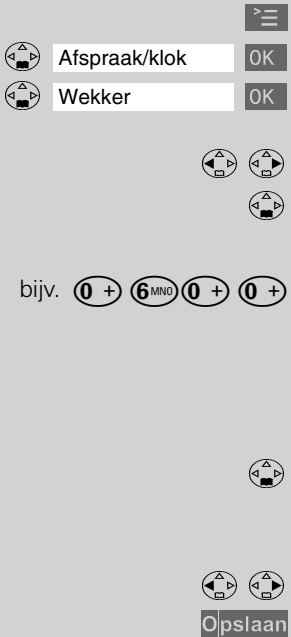 Afspraak/klok OK
Wekker OK
bijv. 0 + 6 MNO 0 + 0 +
Opslaan